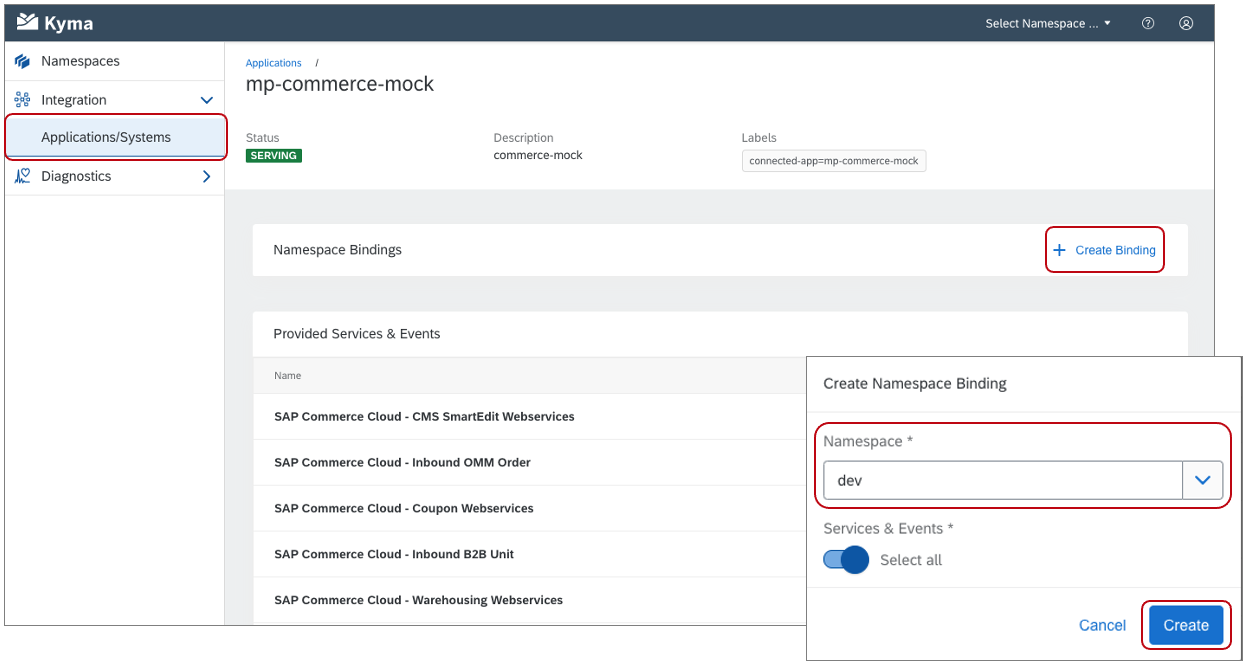 Kyma
Select Namespace ...
Namespaces
Integration
Applications/Systems
Diagnostics
Applications /
mp-commerce-mock
Status
SERVING
Description
commerce-mock
Labels
connected-app=mp-commerce-mock
Namespace Bindings
+ Create Binding
Provided Services & Events
Name
SAP Commerce Cloud - CMS SmartEdit Webservices
SAP Commerce Cloud - Inbound OMM Order
SAP Commerce Cloud - Coupon Webservices
SAP Commerce Cloud - Inbound B2B Unit
SAP Commerce Cloud - Warehousing Webservices
Create Namespace Binding
Namespace *
dev
Services & Events *
Select all
Cancel
Create